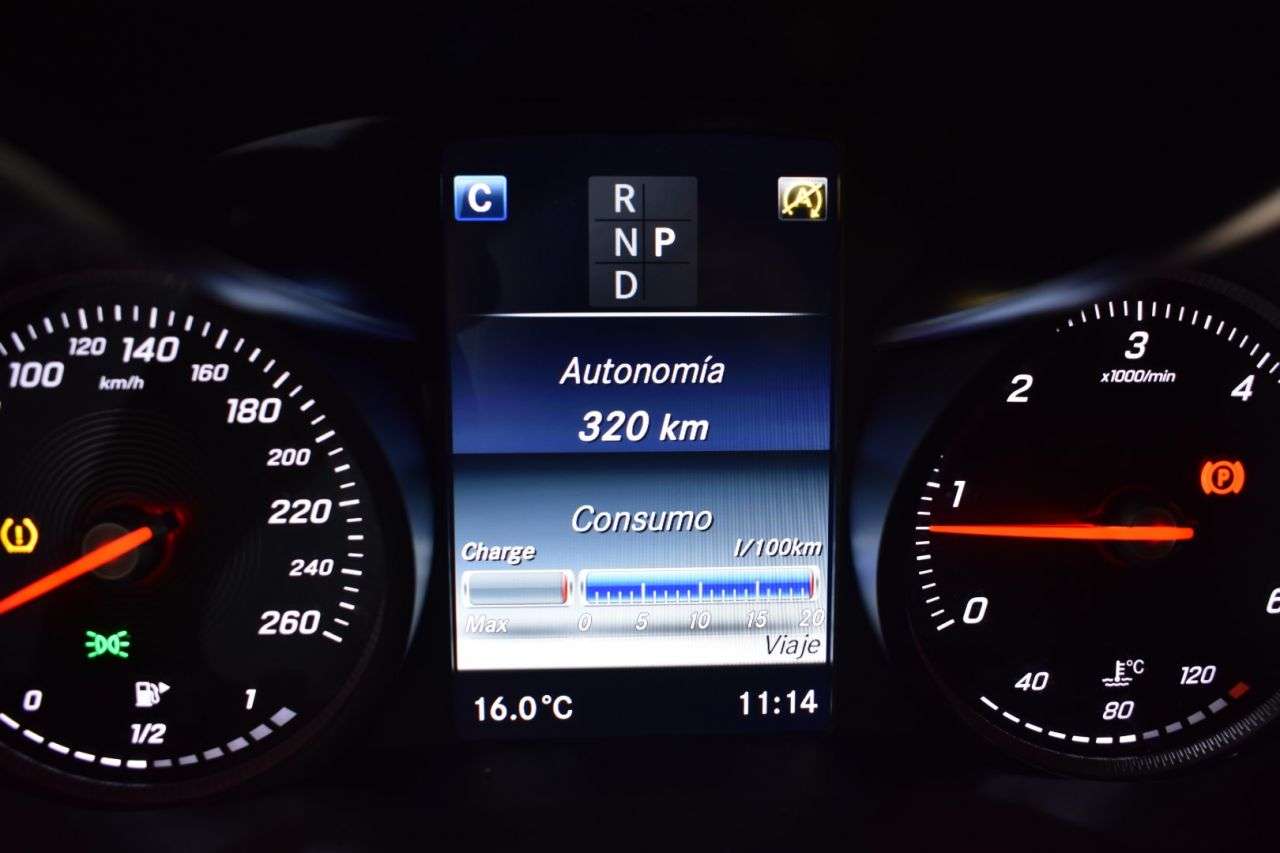 C
A
R
N P
D
Autonomía
320 km
Consumo
Charge l/100km
Max 0 5 10 15 20
Viaje
16.0°C 11:14
100
120
140
160
180
200
220
240
260
km/h
!
0 1/2 1
0
1
2
3
4
6
x1000/min
P
°C
40 80 120